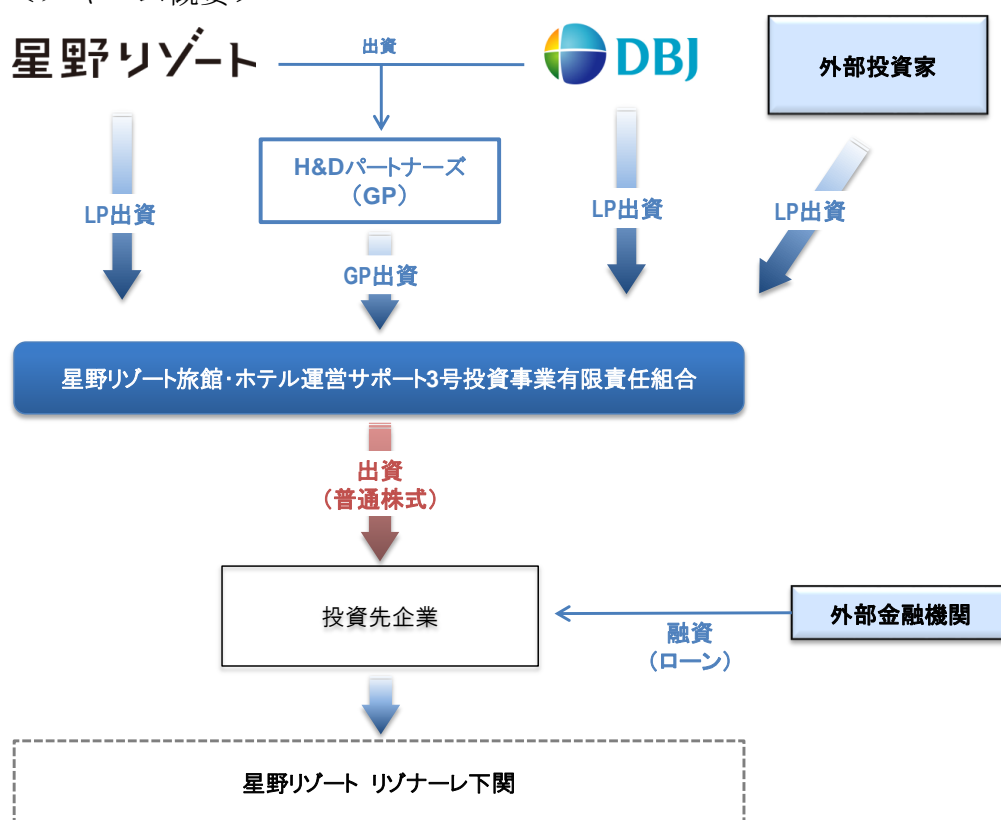 星野リゾート
出資
DBJ
外部投資家
H&Dパートナーズ
（GP）
LP出資
LP出資
LP出資
GP出資
星野リゾート旅館・ホテル運営サポート3号投資事業有限責任組合
出資
（普通株式）
投資先企業
外部金融機関
融資
（ローン）
星野リゾート リゾナーレ下関